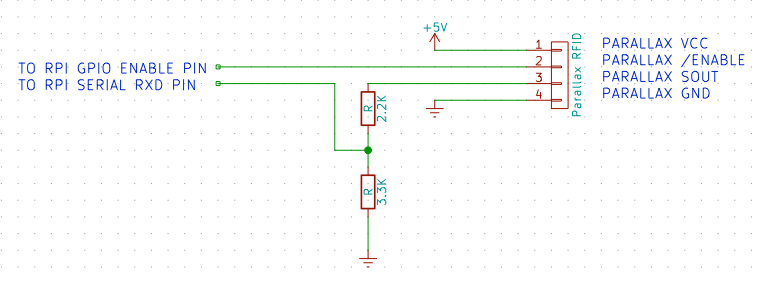 +5V
1
PARALLAX VCC
TO RPI GPIO ENABLE PIN
2
PARALLAX /ENABLE
TO RPI SERIAL RXD PIN
3
PARALLAX SOUT
4
PARALLAX GND
Parallax RFID
R
2.2K
R
3.3K